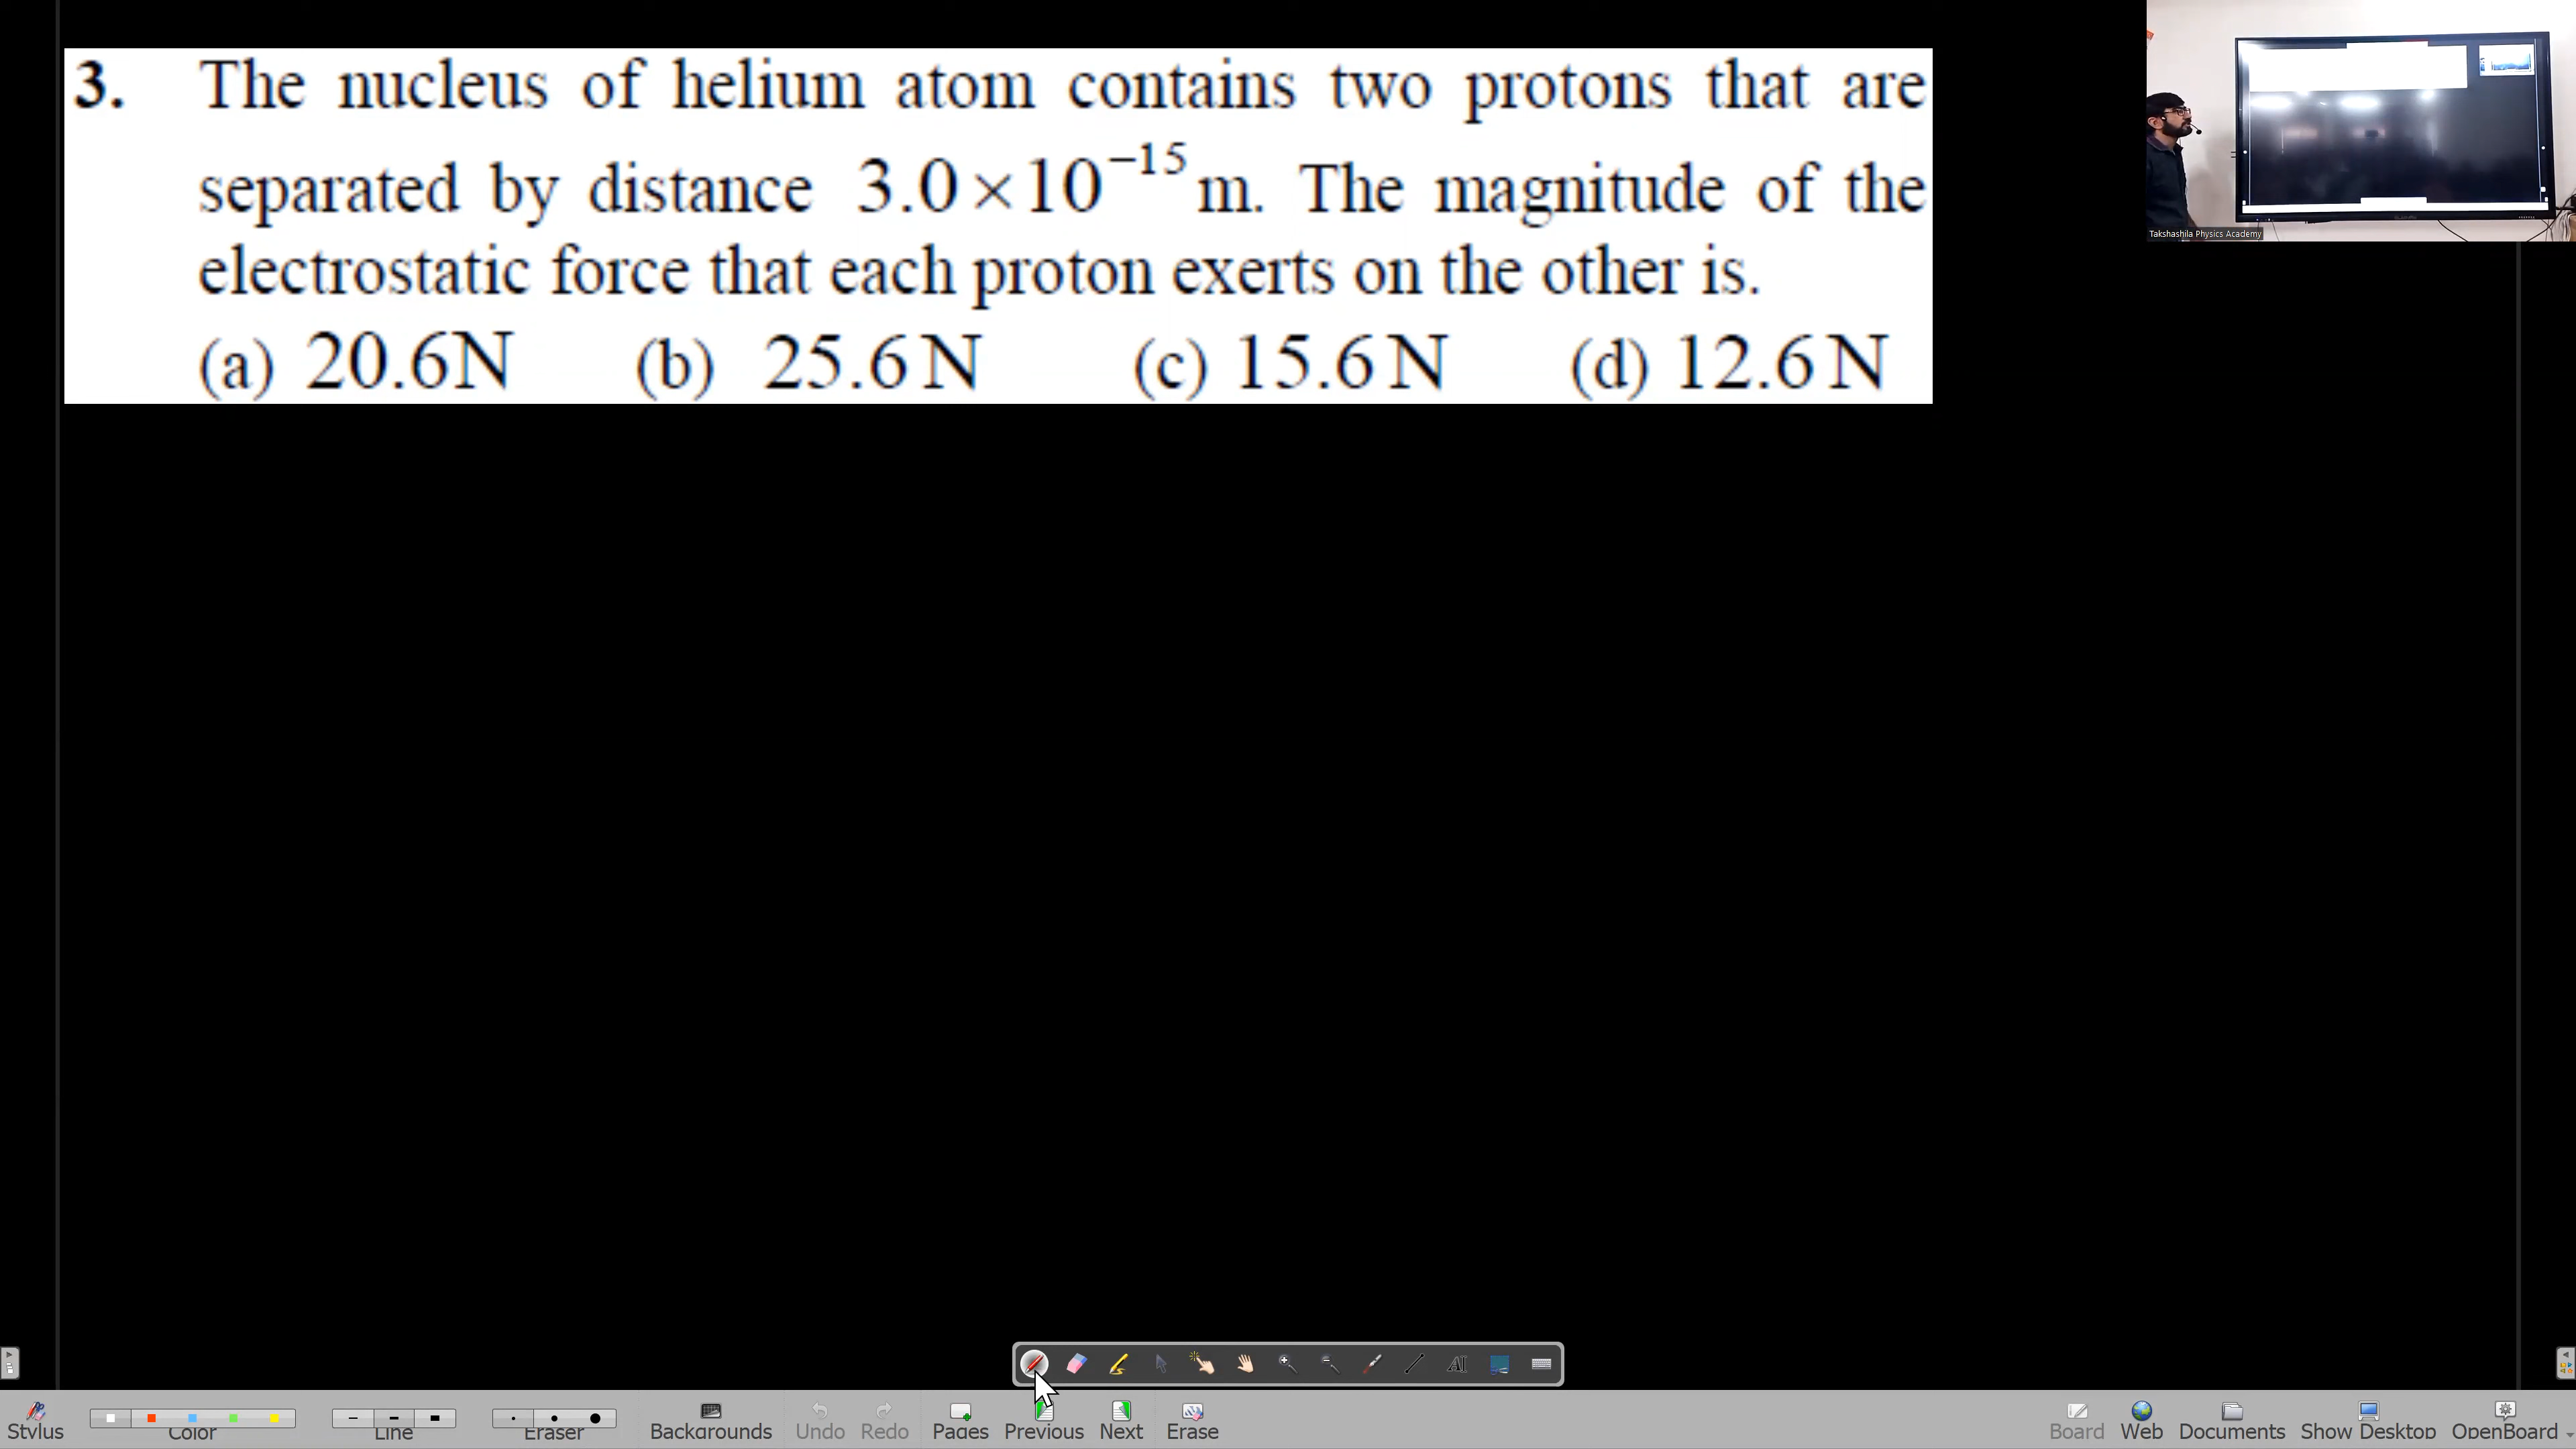 3. The nucleus of helium atom contains two protons that are
separated by distance 3.0×10⁻¹⁵ m. The magnitude of the
electrostatic force that each proton exerts on the other is.
(a) 20.6N (b) 25.6 N (c) 15.6 N (d) 12.6 N
Takshashila Physics Academy
Stylus Color Line Eraser Backgrounds Undo Redo Pages Previous Next Erase Board Web Documents Show Desktop OpenBoard